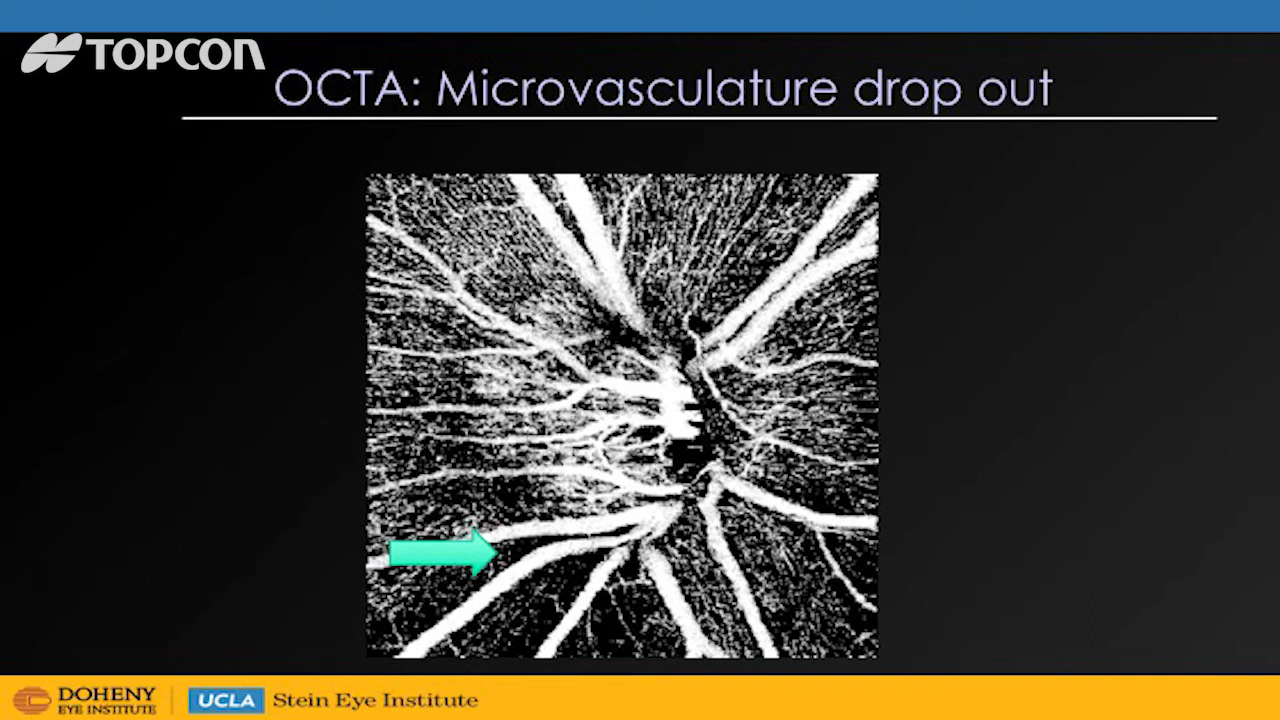 TOPCON
OCTA: Microvasculature drop out
DOHENY
EYE INSTITUTE
UCLA Stein Eye Institute